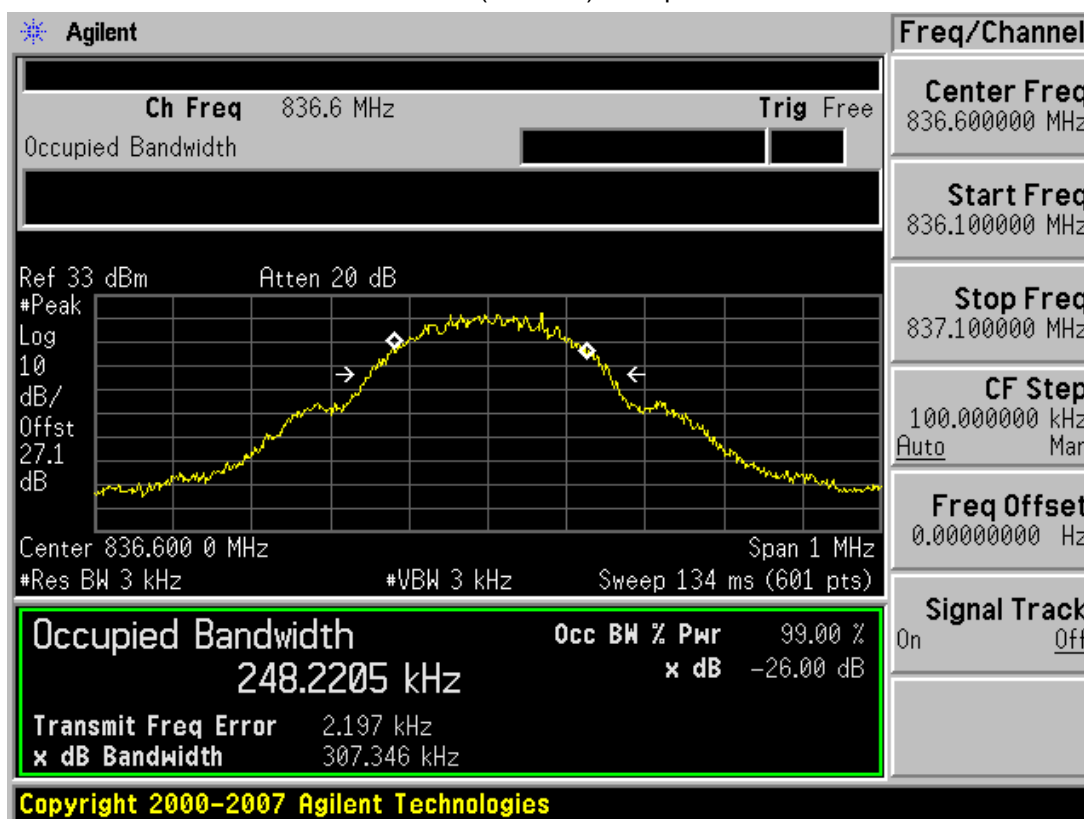 Agilent
Freq/Channel
Ch Freq 836.6 MHz Trig Free
Occupied Bandwidth
Center Freq
836.600000 MHz
Start Freq
836.100000 MHz
Stop Freq
837.100000 MHz
CF Step
100.000000 kHz
Auto Man
Freq Offset
0.00000000 Hz
Signal Track
On Off
Ref 33 dBm Atten 20 dB
#Peak
Log
10
dB/
Offst
27.1
dB
Center 836.600 0 MHz Span 1 MHz
#Res BW 3 kHz #VBW 3 kHz Sweep 134 ms (601 pts)
Occupied Bandwidth Occ BW % Pwr 99.00 %
248.2205 kHz x dB -26.00 dB
Transmit Freq Error 2.197 kHz
x dB Bandwidth 307.346 kHz
Copyright 2000-2007 Agilent Technologies